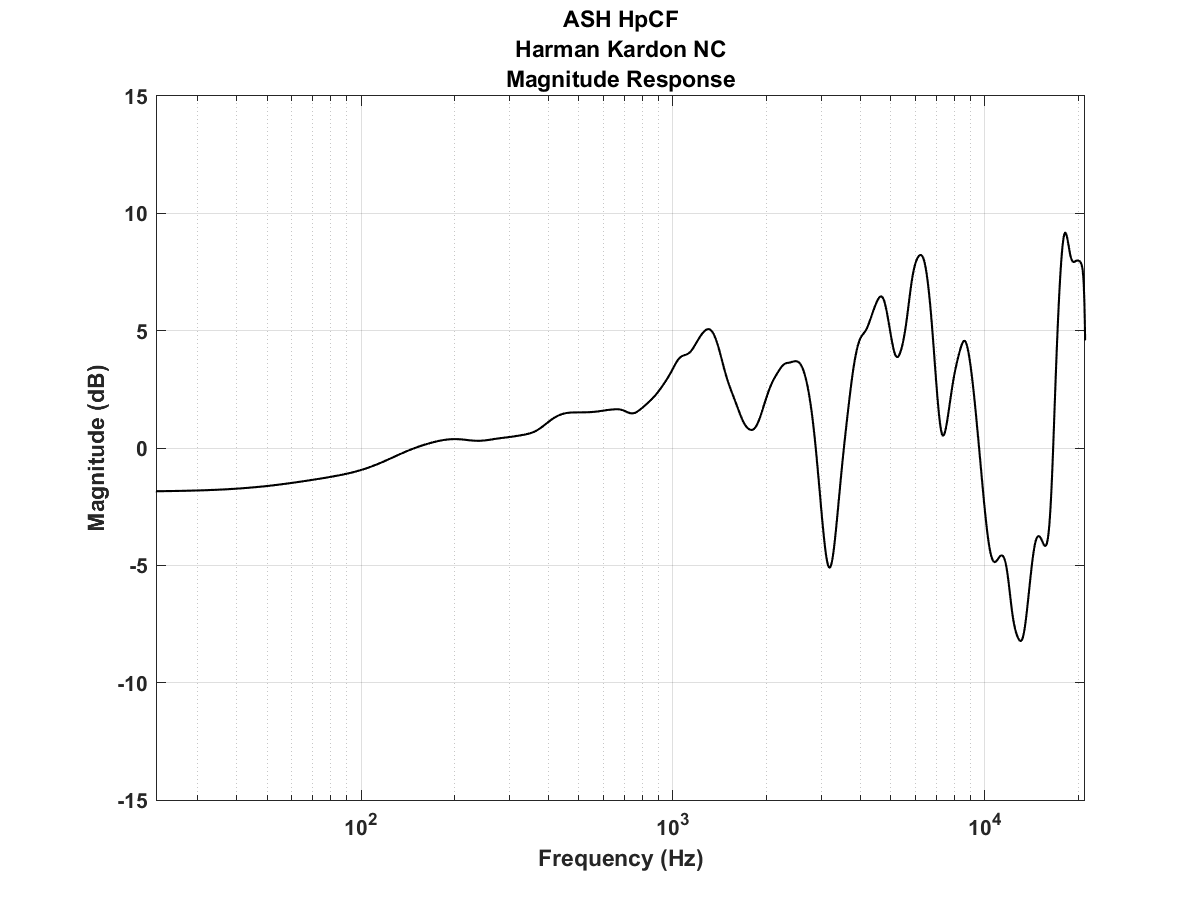 ASH HpCF
Harman Kardon NC
Magnitude Response
15
10
5
0
-5
-10
-15
Magnitude (dB)
10²
10³
10⁴
Frequency (Hz)